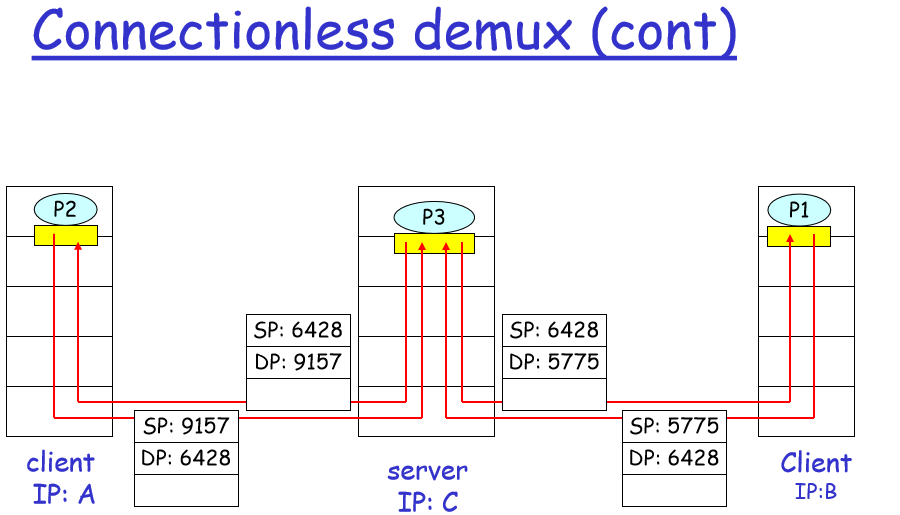 Connectionless demux (cont)
P2
P3
P1
SP: 6428
DP: 9157
SP: 6428
DP: 5775
SP: 9157
DP: 6428
SP: 5775
DP: 6428
client
IP: A
server
IP: C
Client
IP:B